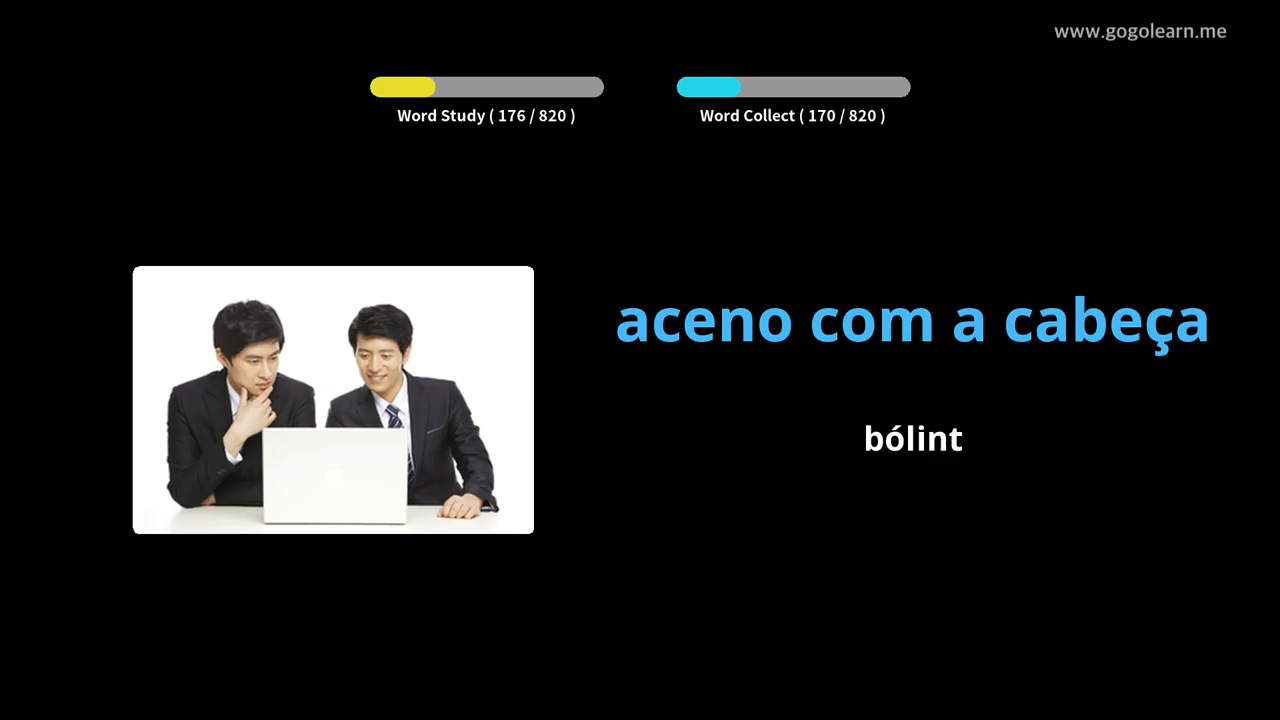 www.gogolearn.me
Word Study ( 176 / 820 )
Word Collect ( 170 / 820 )
aceno com a cabeça
bólint